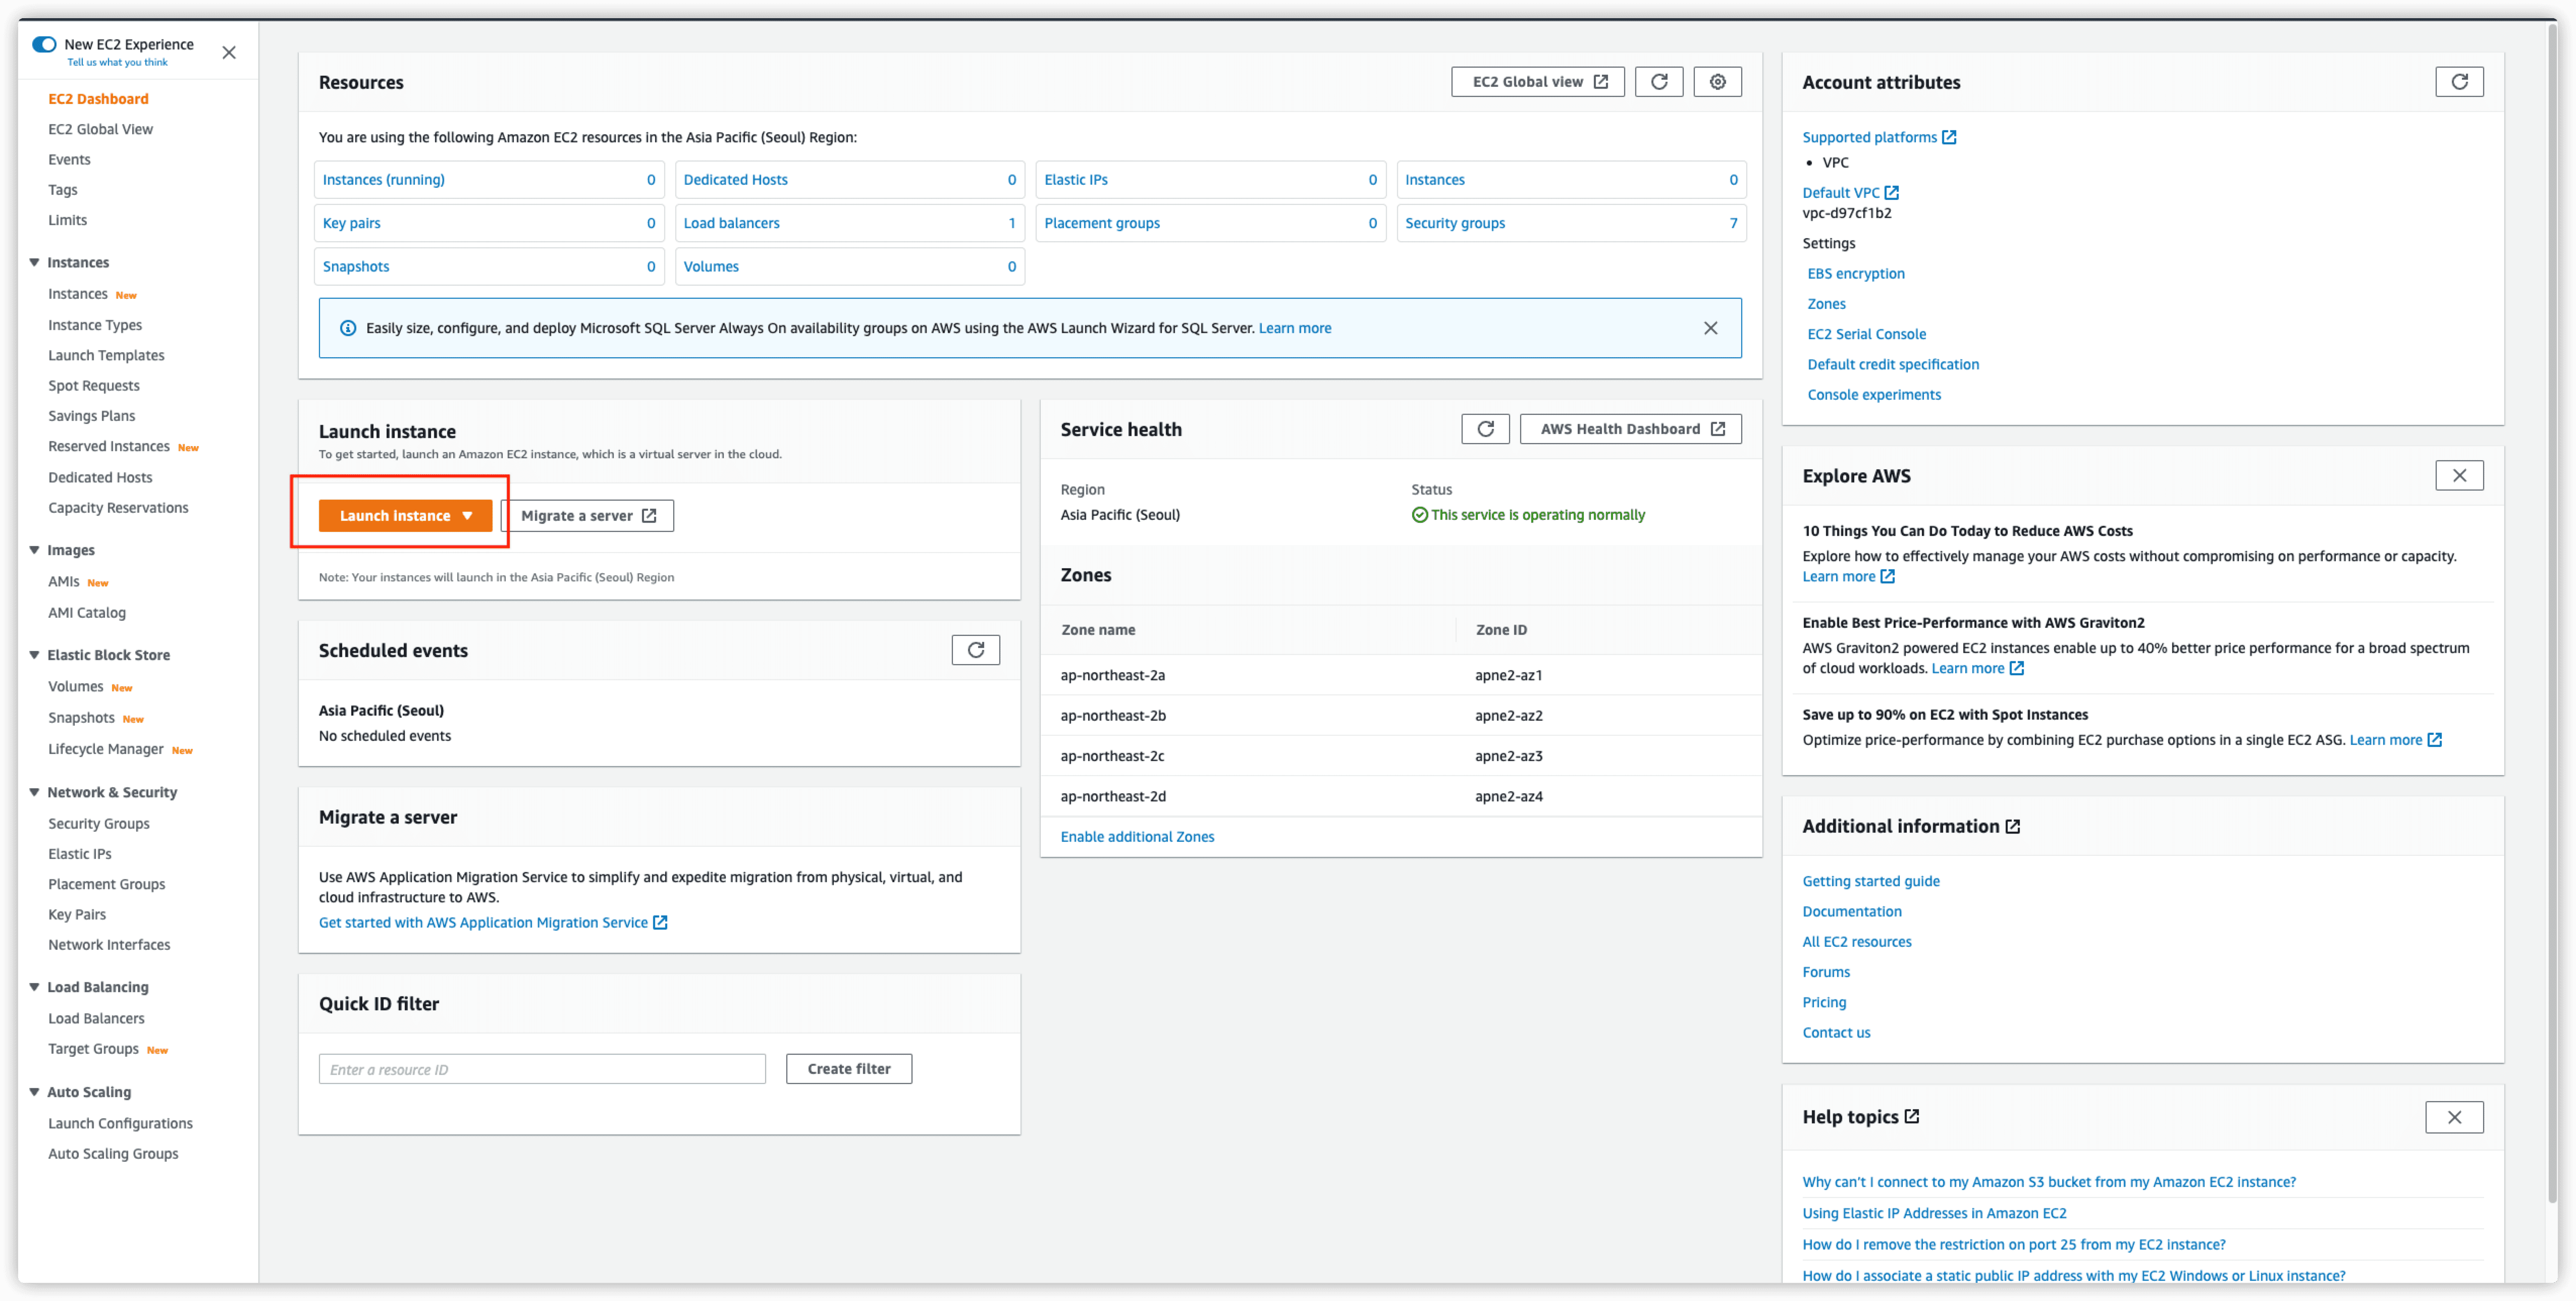 New EC2 Experience
Tell us what you think
EC2 Dashboard
EC2 Global View
Events
Tags
Limits
Instances
Instances New
Instance Types
Launch Templates
Spot Requests
Savings Plans
Reserved Instances New
Dedicated Hosts
Capacity Reservations
Images
AMIs New
AMI Catalog
Elastic Block Store
Volumes New
Snapshots New
Lifecycle Manager New
Network & Security
Security Groups
Elastic IPs
Placement Groups
Key Pairs
Network Interfaces
Load Balancing
Load Balancers
Target Groups New
Auto Scaling
Launch Configurations
Auto Scaling Groups
Resources
EC2 Global view
You are using the following Amazon EC2 resources in the Asia Pacific (Seoul) Region:
Instances (running) 0
Dedicated Hosts 0
Elastic IPs 0
Instances 0
Key pairs 0
Load balancers 1
Placement groups 0
Security groups 7
Snapshots 0
Volumes 0
Easily size, configure, and deploy Microsoft SQL Server Always On availability groups on AWS using the AWS Launch Wizard for SQL Server. Learn more
Launch instance
To get started, launch an Amazon EC2 instance, which is a virtual server in the cloud.
Launch instance
Migrate a server
Note: Your instances will launch in the Asia Pacific (Seoul) Region
Scheduled events
Asia Pacific (Seoul)
No scheduled events
Migrate a server
Use AWS Application Migration Service to simplify and expedite migration from physical, virtual, and
cloud infrastructure to AWS.
Get started with AWS Application Migration Service
Quick ID filter
Enter a resource ID
Create filter
Service health
AWS Health Dashboard
Region
Status
Asia Pacific (Seoul)
This service is operating normally
Zones
Zone name Zone ID
ap-northeast-2a apne2-az1
ap-northeast-2b apne2-az2
ap-northeast-2c apne2-az3
ap-northeast-2d apne2-az4
Enable additional Zones
Account attributes
Supported platforms
• VPC
Default VPC
vpc-d97cf1b2
Settings
EBS encryption
Zones
EC2 Serial Console
Default credit specification
Console experiments
Explore AWS
10 Things You Can Do Today to Reduce AWS Costs
Explore how to effectively manage your AWS costs without compromising on performance or capacity.
Learn more
Enable Best Price-Performance with AWS Graviton2
AWS Graviton2 powered EC2 instances enable up to 40% better price performance for a broad spectrum
of cloud workloads. Learn more
Save up to 90% on EC2 with Spot Instances
Optimize price-performance by combining EC2 purchase options in a single EC2 ASG. Learn more
Additional information
Getting started guide
Documentation
All EC2 resources
Forums
Pricing
Contact us
Help topics
Why can't I connect to my Amazon S3 bucket from my Amazon EC2 instance?
Using Elastic IP Addresses in Amazon EC2
How do I remove the restriction on port 25 from my EC2 instance?
How do I associate a static public IP address with my EC2 Windows or Linux instance?